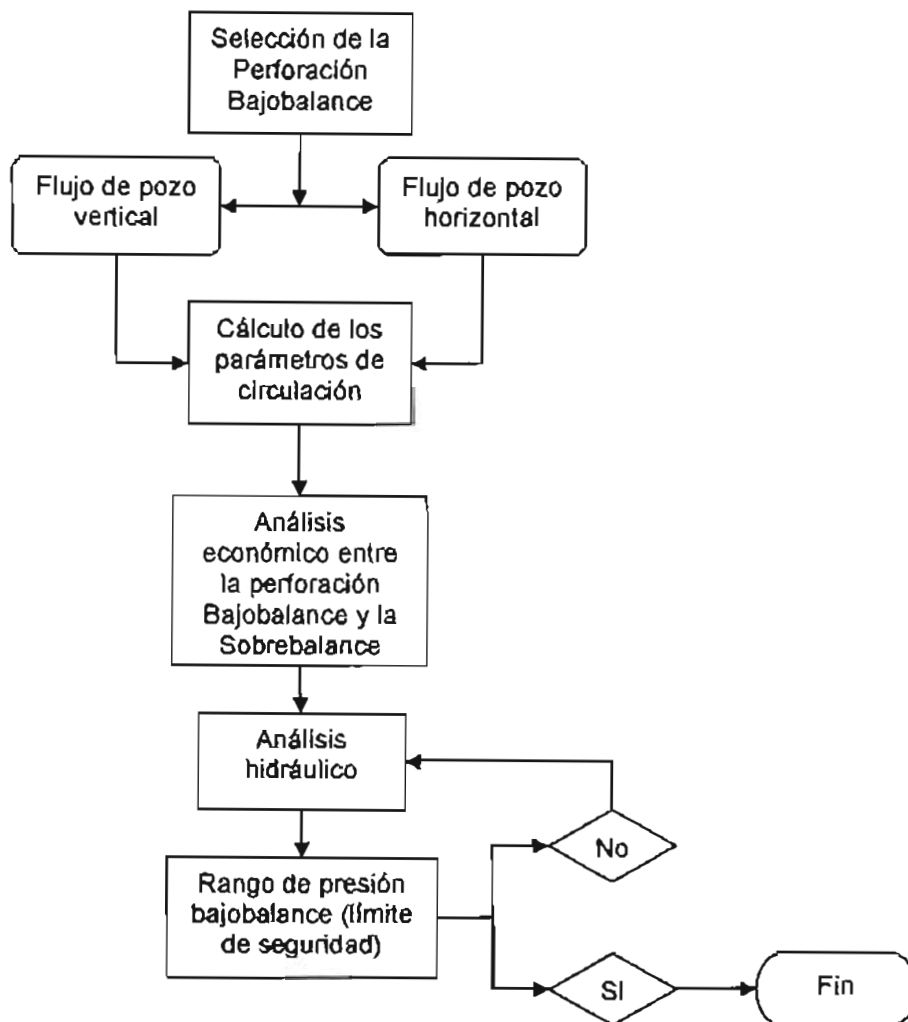 Selección de la
Perforación
Bajobalance
Flujo de pozo
vertical
Flujo de pozo
horizontal
Cálculo de los
parámetros de
circulación
Análisis
económico entre
la perforación
Bajobalance y la
Sobrebalance
Análisis
hidráulico
Rango de presión
bajobalance (límite
de seguridad)
No
SI
Fin